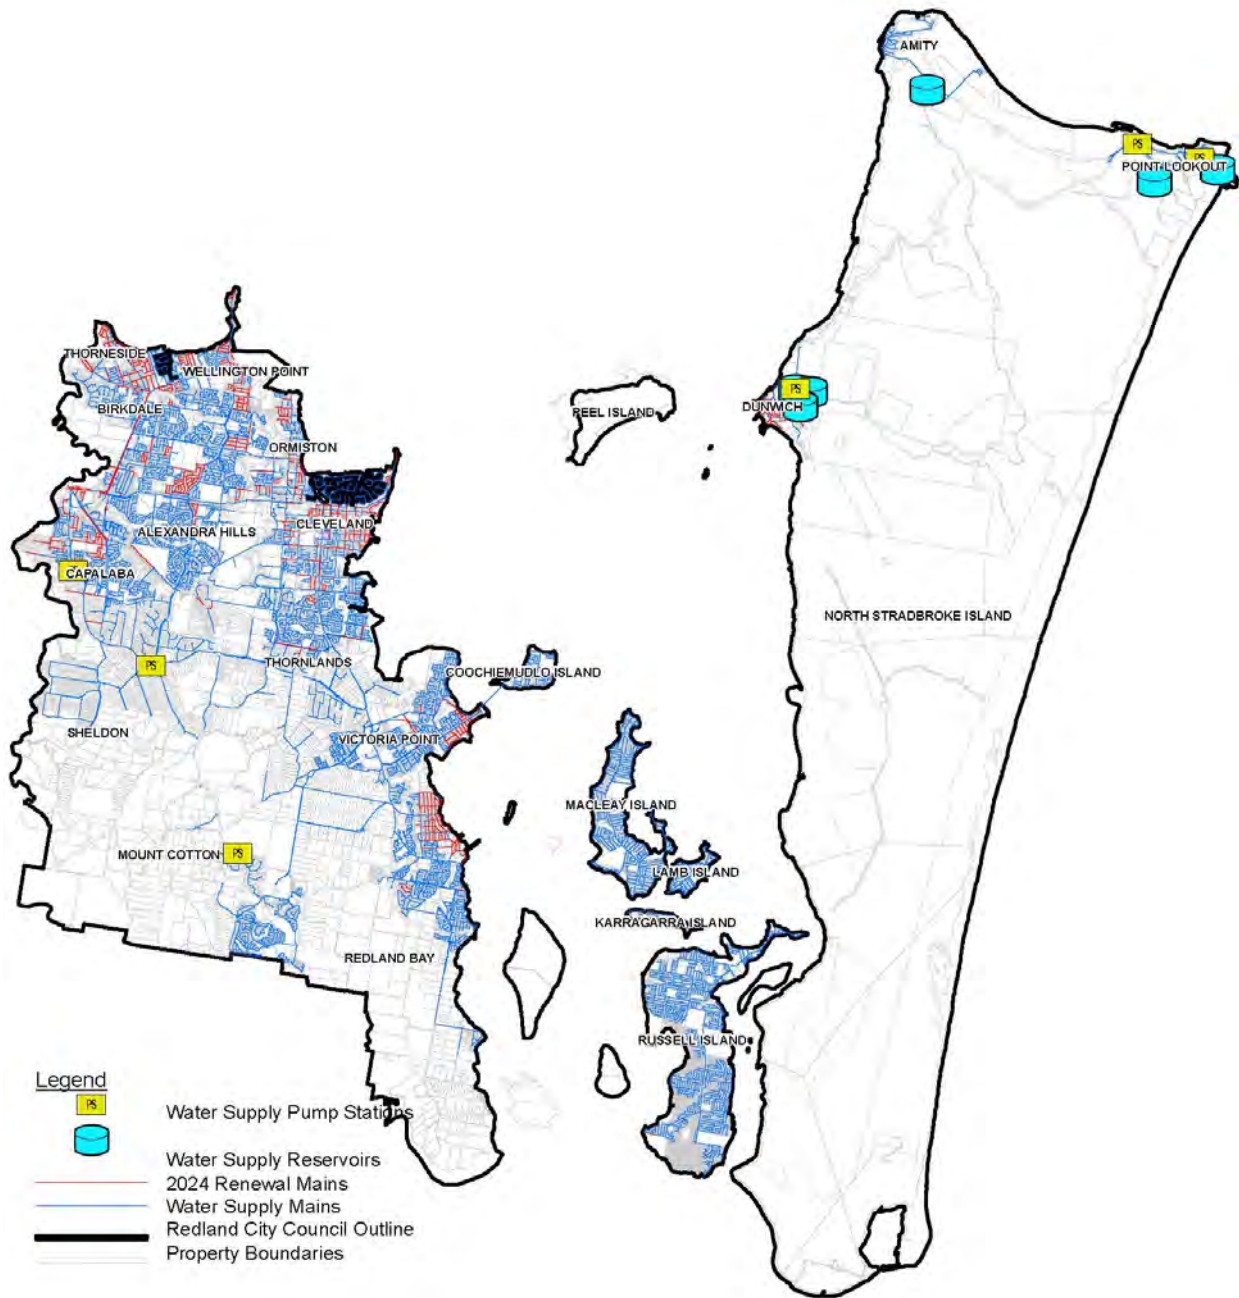 AMITY
PS
PS
POINT LOOKOUT
THORNESIDE
WELLINGTON POINT
BIRKDALE
PEEL ISLAND
PS
DUNWICH
ORMISTON
CLEVELAND
ALEXANDRA HILLS
CAPALABA
NORTH STRADBROKE ISLAND
PS
THORNLANDS
COOCHIEMUDLO ISLAND
SHELDON
VICTORIA POINT
MACLEAY ISLAND
MOUNT COTTON
PS
LAMB ISLAND
KARRAGARRA ISLAND
REDLAND BAY
RUSSELL ISLAND
Legend
PS
Water Supply Pump Stations
Water Supply Reservoirs
2024 Renewal Mains
Water Supply Mains
Redland City Council Outline
Property Boundaries